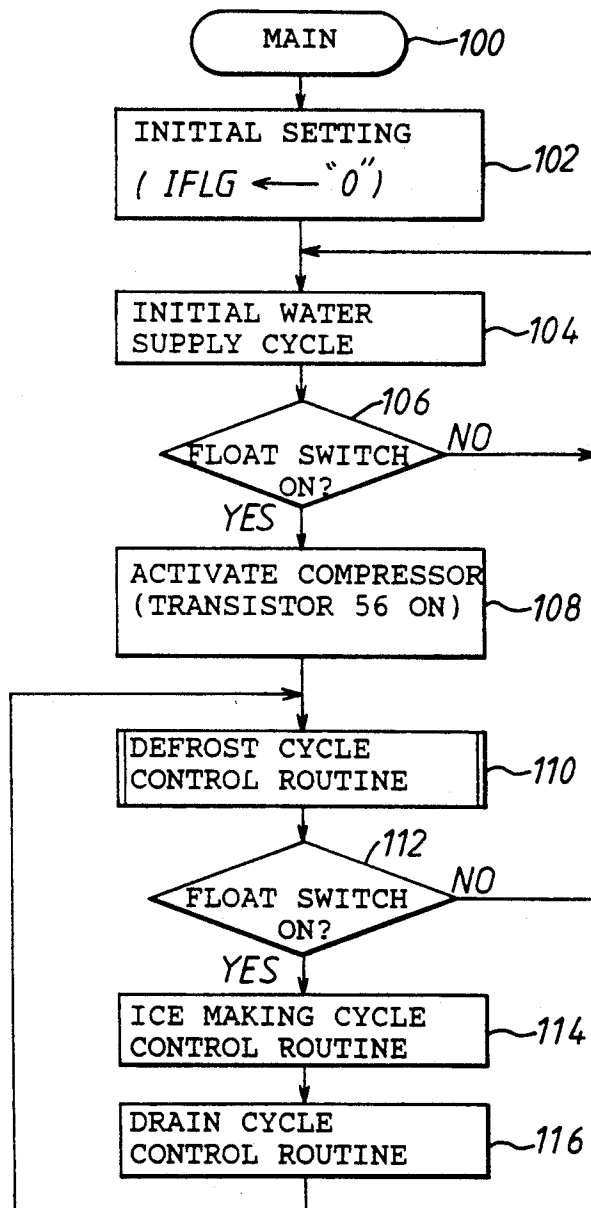 MAIN
100
INITIAL SETTING
( IFLG ← "0")
102
INITIAL WATER
SUPPLY CYCLE
104
106
FLOAT SWITCH
ON?
NO
YES
ACTIVATE COMPRESSOR
(TRANSISTOR 56 ON)
108
DEFROST CYCLE
CONTROL ROUTINE
110
112
FLOAT SWITCH
ON?
NO
YES
ICE MAKING CYCLE
CONTROL ROUTINE
114
DRAIN CYCLE
CONTROL ROUTINE
116